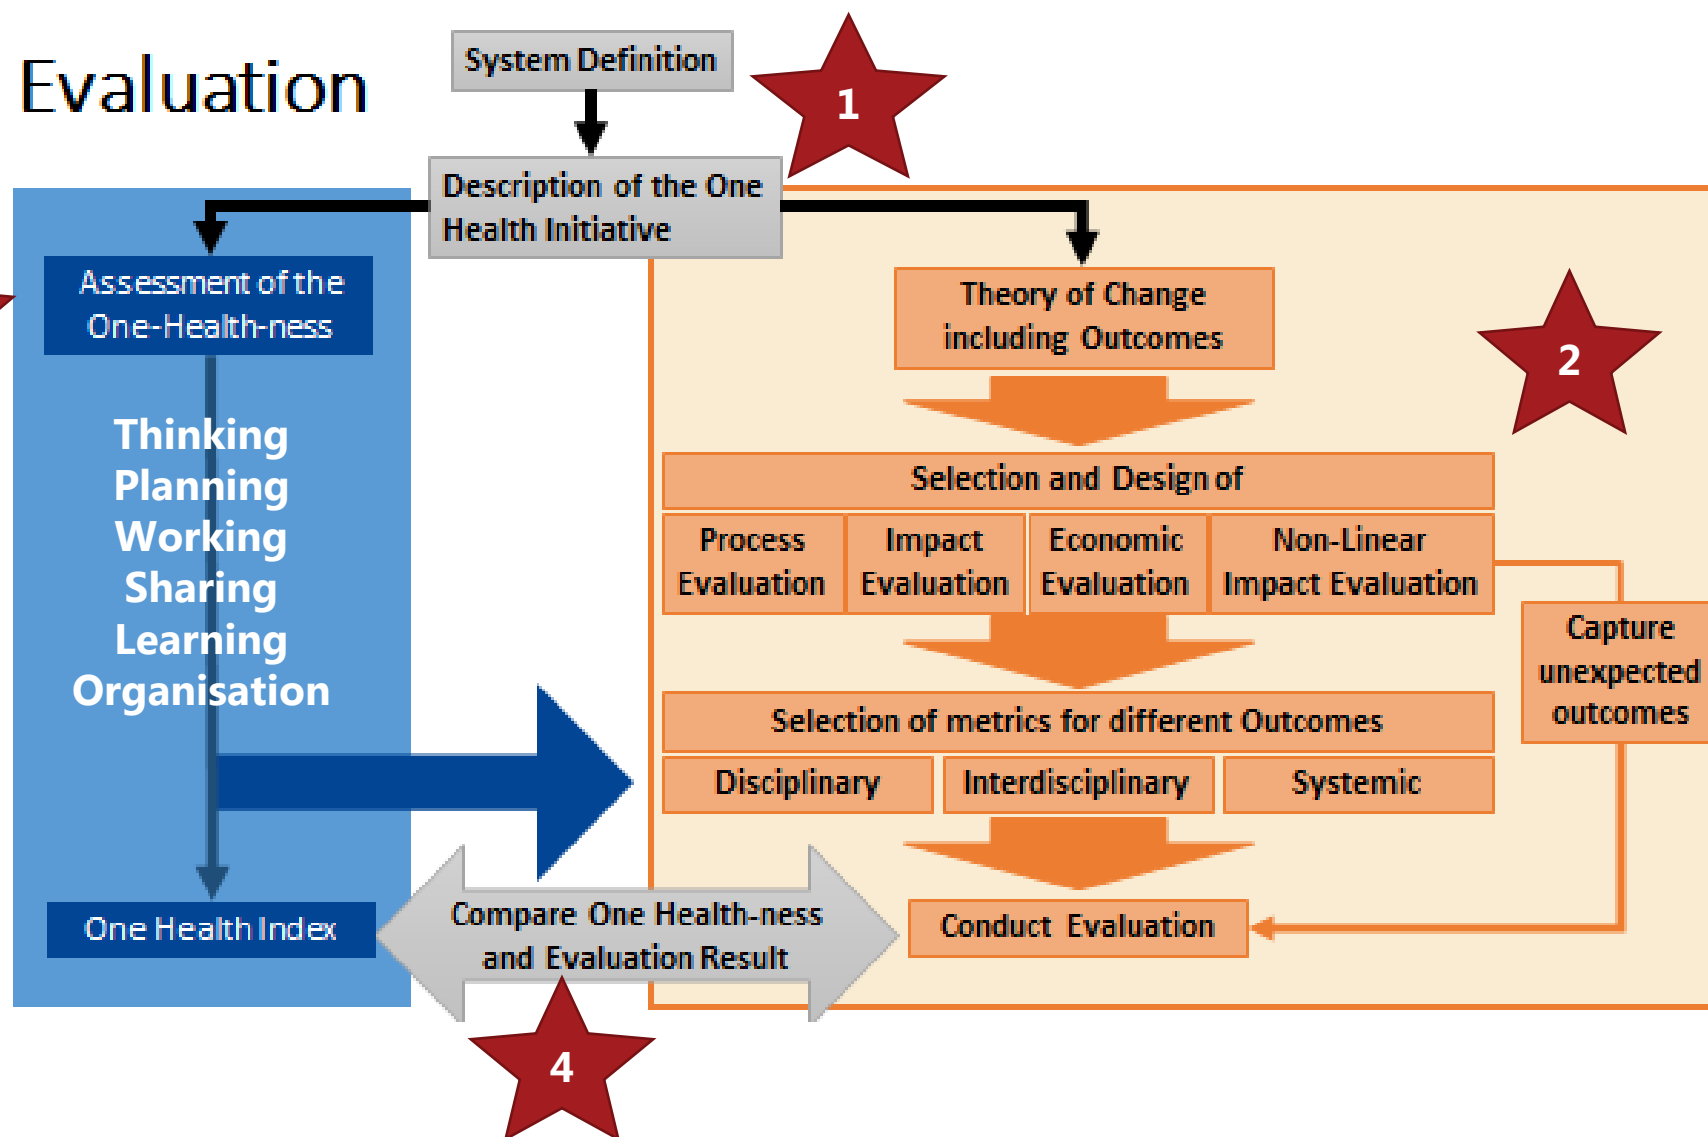 Evaluation
System Definition
1
Description of the One
Health Initiative
Assessment of the
One-Health-ness
Thinking
Planning
Working
Sharing
Learning
Organisation
One Health Index
Theory of Change
including Outcomes
2
Selection and Design of
Process
Evaluation
Impact
Evaluation
Economic
Evaluation
Non-Linear
Impact Evaluation
Capture
unexpected
outcomes
Selection of metrics for different Outcomes
Disciplinary
Interdisciplinary
Systemic
Conduct Evaluation
Compare One Health-ness
and Evaluation Result
4